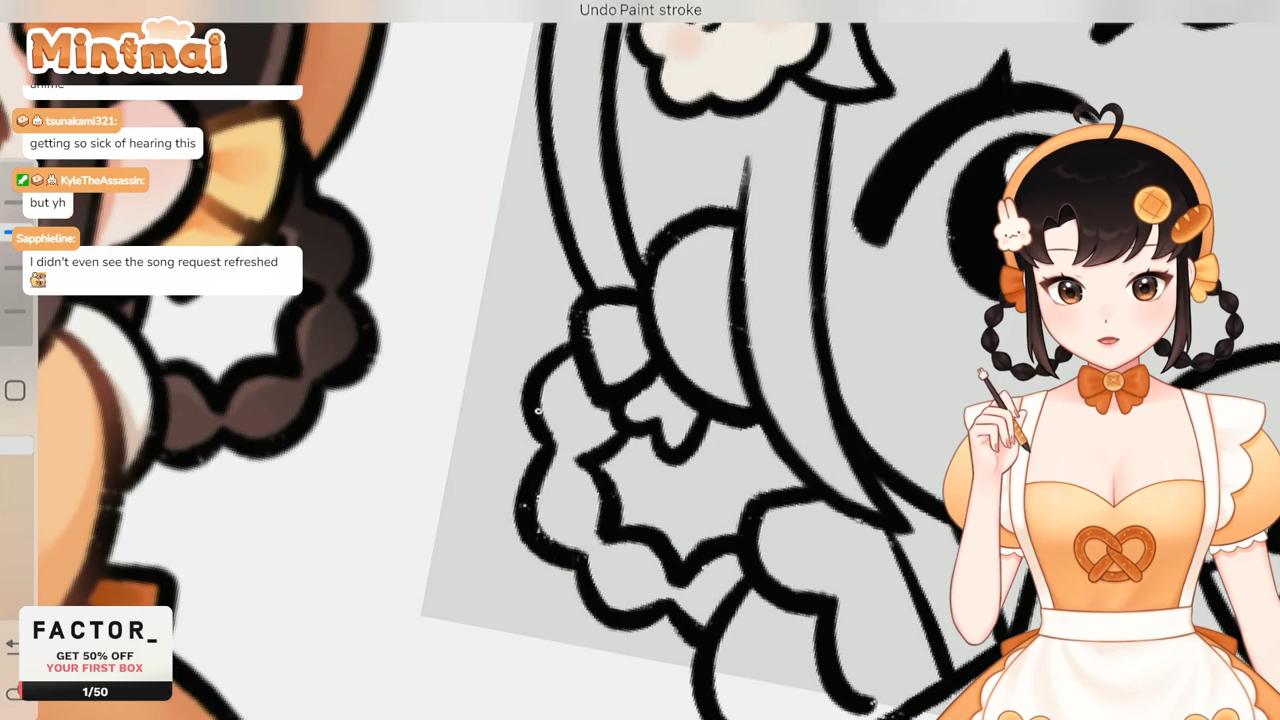 Undo Paint stroke
Mintmai
anime
tsunakami321:
getting so sick of hearing this
KyleTheAssassin:
but yh
Sapphieline:
I didn't even see the song request refreshed
FACTOR_
GET 50% OFF
YOUR FIRST BOX
1/50